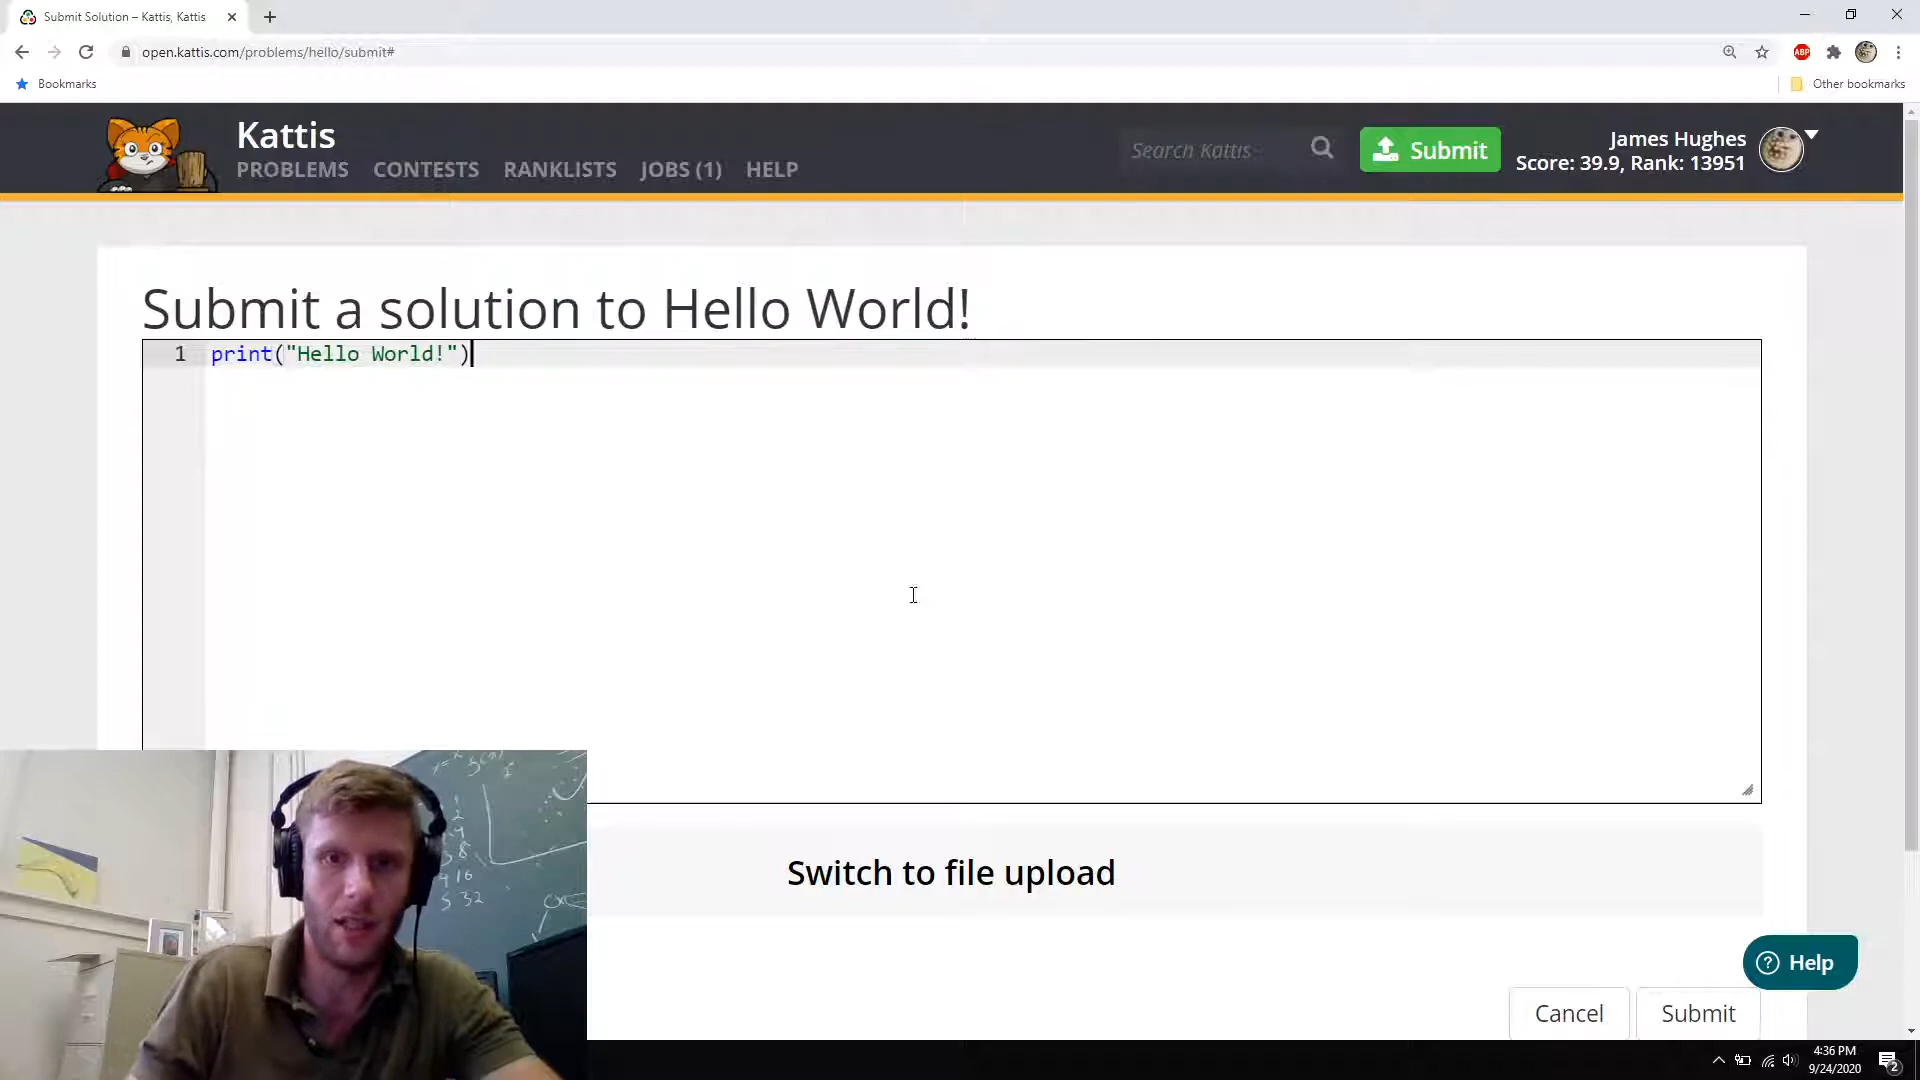 Submit Solution – Kattis, Kattis
open.kattis.com/problems/hello/submit#
ABP
Bookmarks
Other bookmarks
Kattis
PROBLEMS CONTESTS RANKLISTS JOBS (1) HELP
Search Kattis
Submit
James Hughes
Score: 39.9, Rank: 13951
Submit a solution to Hello World!
1 print("Hello World!")
Switch to file upload
Help
Cancel
Submit
4:36 PM
9/24/2020
2